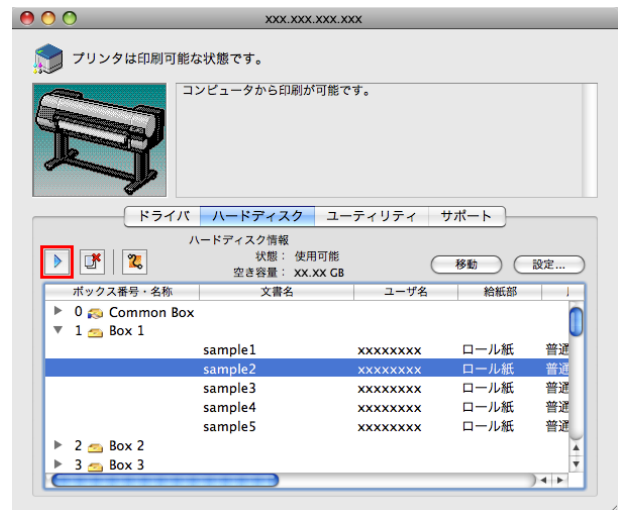 xxx.xxx.xxx.xxx
プリンタは印刷可能な状態です。
コンピュータから印刷が可能です。
ドライバ ハードディスク ユーティリティ サポート
ハードディスク情報
状態： 使用可能
空き容量： XX.XX GB
移動 設定...
ボックス番号・名称 文書名 ユーザ名 給紙部
0 Common Box
1 Box 1
sample1 xxxxxxxx ロール紙 普通
sample2 xxxxxxxx ロール紙 普通
sample3 xxxxxxxx ロール紙 普通
sample4 xxxxxxxx ロール紙 普通
sample5 xxxxxxxx ロール紙 普通
2 Box 2
3 Box 3